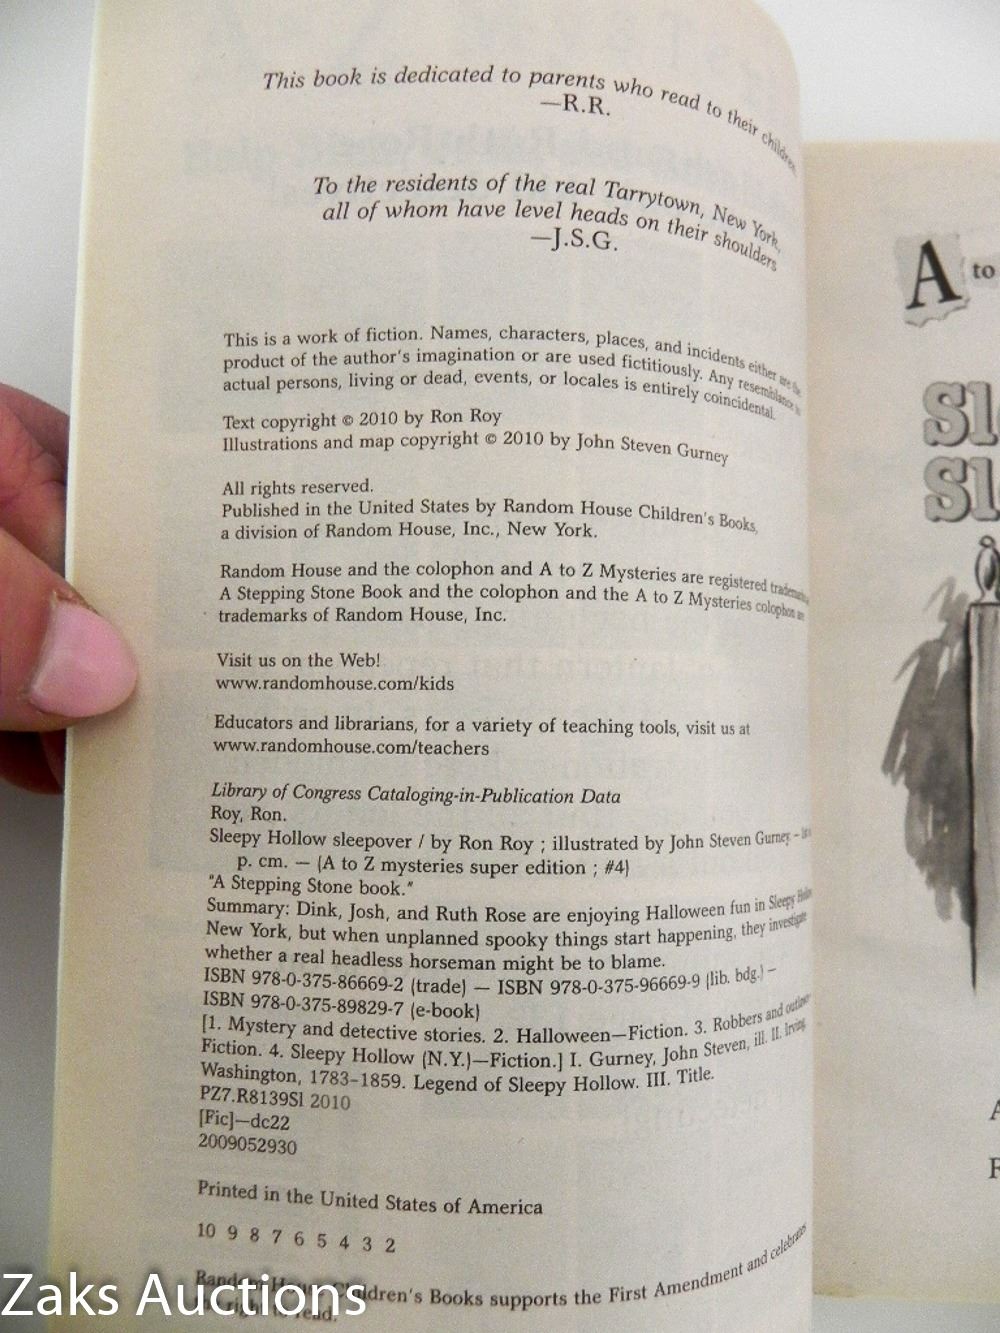 This book is dedicated to parents who read to their children
—R.R.
To the residents of the real Tarrytown, New York,
all of whom have level heads on their shoulders
—J.S.G.
This is a work of fiction. Names, characters, places, and incidents either are the
product of the author's imagination or are used fictitiously. Any resemblance to
actual persons, living or dead, events, or locales is entirely coincidental.
Text copyright © 2010 by Ron Roy
Illustrations and map copyright © 2010 by John Steven Gurney
All rights reserved.
Published in the United States by Random House Children's Books,
a division of Random House, Inc., New York.
Random House and the colophon and A to Z Mysteries are registered trademarks
A Stepping Stone Book and the colophon and the A to Z Mysteries colophon are
trademarks of Random House, Inc.
Visit us on the Web!
www.randomhouse.com/kids
Educators and librarians, for a variety of teaching tools, visit us at
www.randomhouse.com/teachers
Library of Congress Cataloging-in-Publication Data
Roy, Ron.
Sleepy Hollow sleepover / by Ron Roy ; illustrated by John Steven Gurney –
p. cm. — (A to Z mysteries super edition ; #4)
"A Stepping Stone book."
Summary: Dink, Josh, and Ruth Rose are enjoying Halloween fun in Sleepy Hollow
New York, but when unplanned spooky things start happening, they investigate
whether a real headless horseman might be to blame.
ISBN 978-0-375-86669-2 (trade) — ISBN 978-0-375-96669-9 (lib. bdg.) –
ISBN 978-0-375-89829-7 (e-book)
[1. Mystery and detective stories. 2. Halloween—Fiction. 3. Robbers and outlaws
Fiction. 4. Sleepy Hollow (N.Y.)—Fiction.] I. Gurney, John Steven, ill. II. Irving,
Washington, 1783–1859. Legend of Sleepy Hollow. III. Title.
PZ7.R8139Sl 2010
[Fic]—dc22
2009052930
Printed in the United States of America
10 9 8 7 6 5 4 3 2
Random House Children's Books supports the First Amendment and celebrates
the right to read.
A to
Sl
Sl
A
F
Zaks Auctions